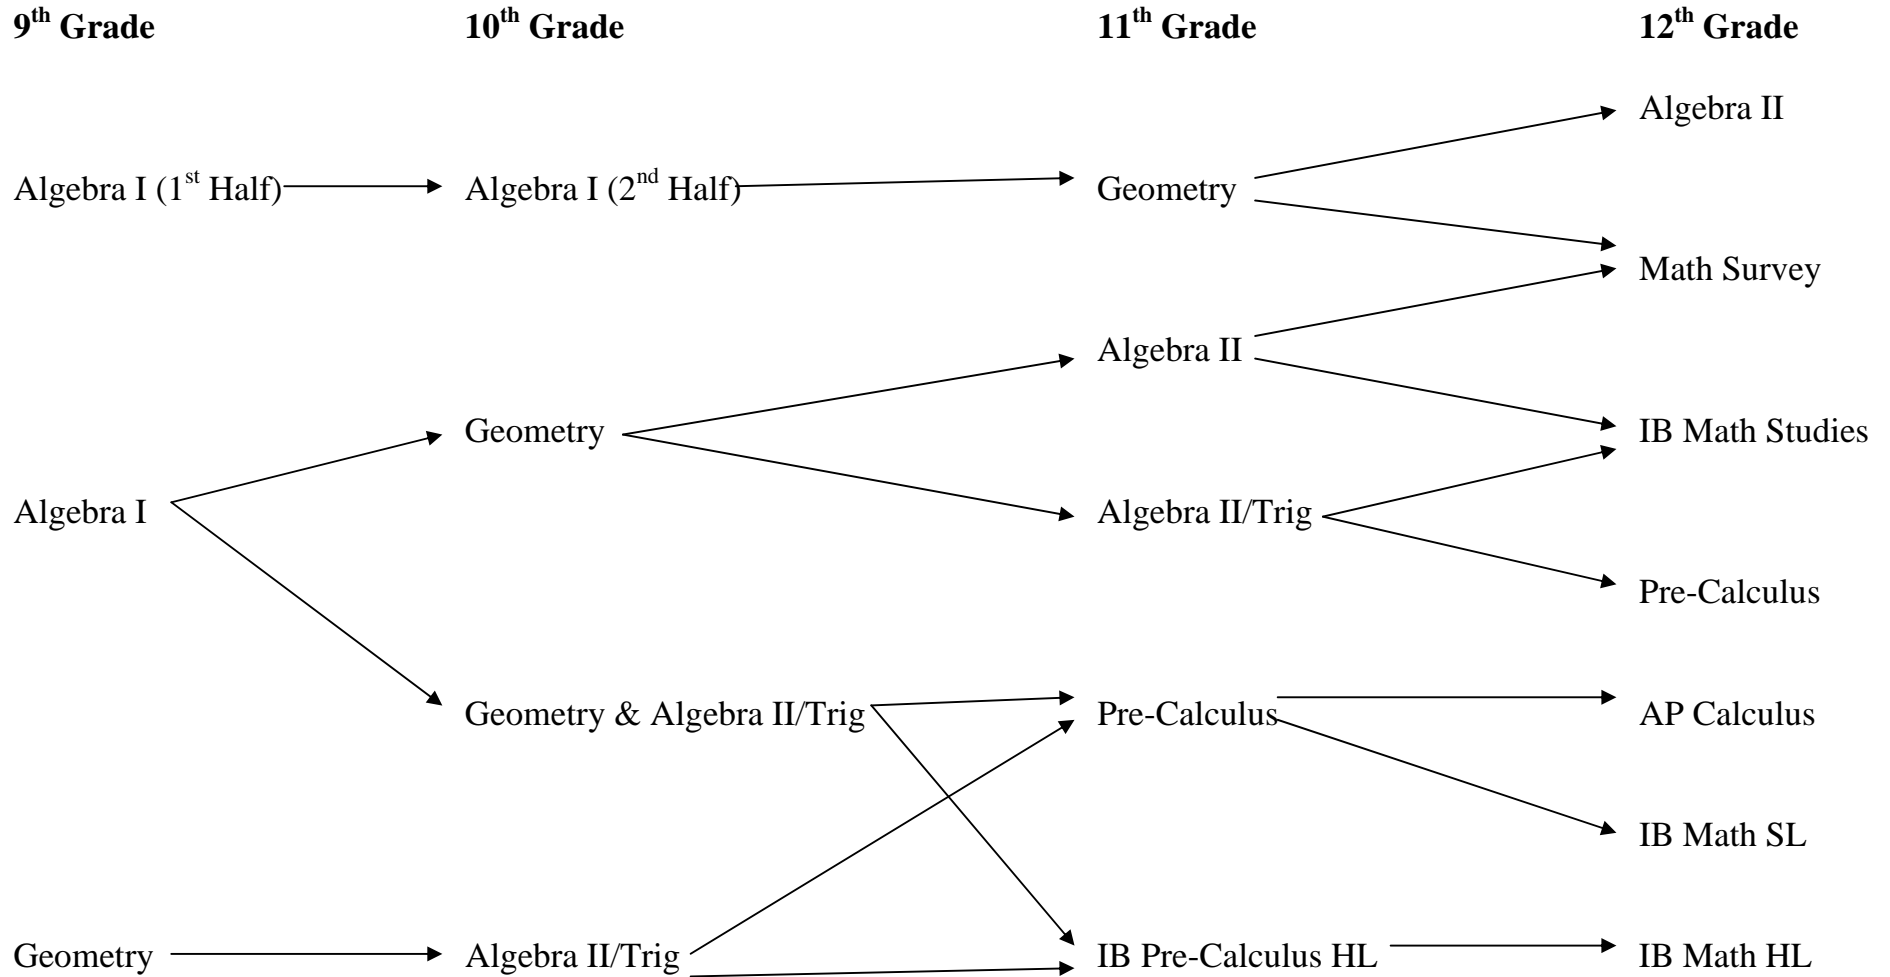 9th Grade 10th Grade 11th Grade 12th Grade
Algebra II
Algebra I (1st Half) Algebra I (2nd Half) Geometry
Math Survey
Algebra II
Geometry IB Math Studies
Algebra I Algebra II/Trig
Pre-Calculus
Geometry & Algebra II/Trig Pre-Calculus AP Calculus
IB Math SL
Geometry Algebra II/Trig IB Pre-Calculus HL IB Math HL